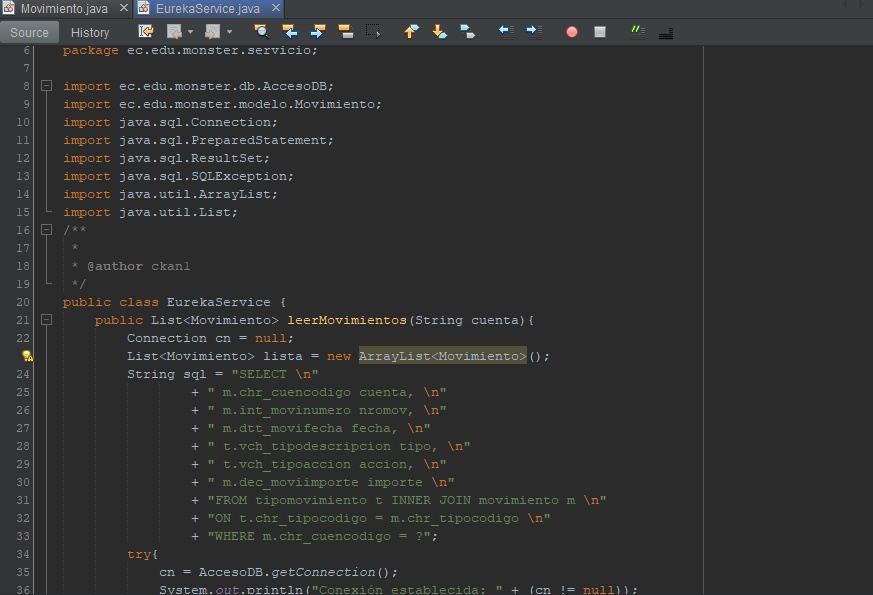 Movimiento.java × EurekaService.java ×
Source History
6 package ec.edu.monster.servicio;
7
8 import ec.edu.monster.db.AccesoDB;
9 import ec.edu.monster.modelo.Movimiento;
10 import java.sql.Connection;
11 import java.sql.PreparedStatement;
12 import java.sql.ResultSet;
13 import java.sql.SQLException;
14 import java.util.ArrayList;
15 import java.util.List;
16 /**
17 *
18 * @author ckan1
19 */
20 public class EurekaService {
21 public List<Movimiento> leerMovimientos(String cuenta){
22 Connection cn = null;
List<Movimiento> lista = new ArrayList<Movimiento>();
24 String sql = "SELECT \n"
25 + " m.chr_cuencodigo cuenta, \n"
26 + " m.int_movinumero nromov, \n"
27 + " m.dtt_movifecha fecha, \n"
28 + " t.vch_tipodescripcion tipo, \n"
29 + " t.vch_tipoaccion accion, \n"
30 + " m.dec_moviimporte importe \n"
31 + "FROM tipomovimiento t INNER JOIN movimiento m \n"
32 + "ON t.chr_tipocodigo = m.chr_tipocodigo \n"
33 + "WHERE m.chr_cuencodigo = ?";
34 try{
35 cn = AccesoDB.getConnection();
36 System.out.println("Conexión establecida: " + (cn != null));